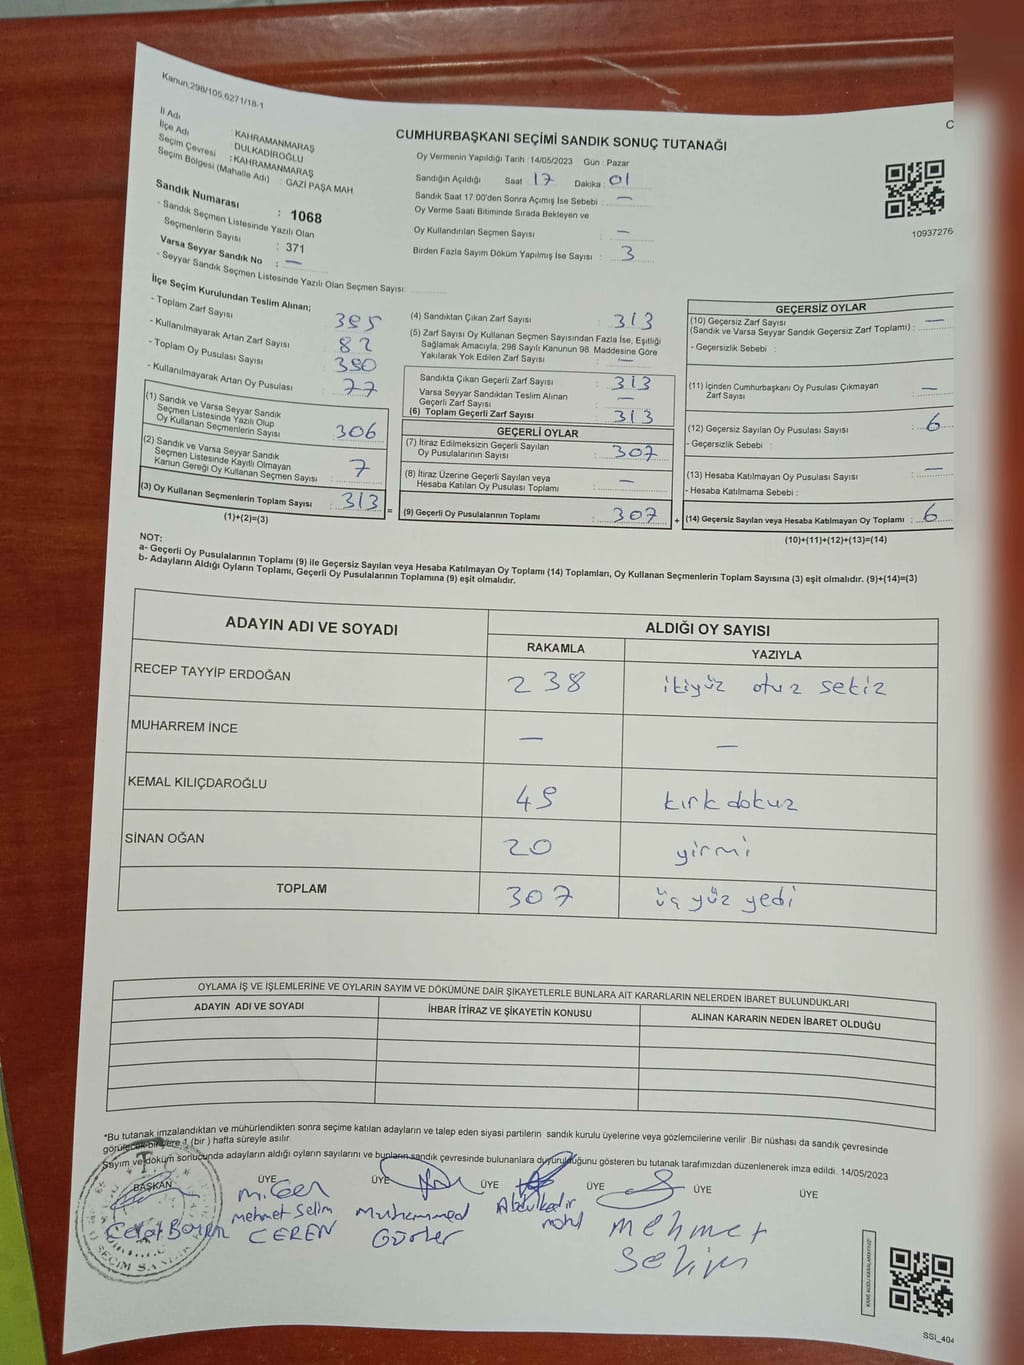 Kanun,298/105,6271/18-1
İl Adı KAHRAMANMARAŞ
İlçe Adı DULKADİROĞLU
Seçim Çevresi : KAHRAMANMARAŞ
Seçim Bölgesi (Mahalle Adı) : GAZİ PAŞA MAH.
Sandık Numarası : 1068
- Sandık Seçmen Listesinde Yazılı Olan
Seçmenlerin Sayısı : 371
Varsa Seyyar Sandık No : —
- Seyyar Sandık Seçmen Listesinde Yazılı Olan Seçmen Sayısı:
CUMHURBAŞKANI SEÇİMİ SANDIK SONUÇ TUTANAĞI
Oy Vermenin Yapıldığı Tarih : 14/05/2023 Gün : Pazar
Sandığın Açıldığı Saat : 17 Dakika : 01
Sandık Saat 17.00'den Sonra Açımış İse Sebebi : —
Oy Verme Saati Bitiminde Sırada Bekleyen ve
Oy Kullandırılan Seçmen Sayısı : —
Birden Fazla Sayım Döküm Yapılmış İse Sayısı : 3
10937276
İlçe Seçim Kurulundan Teslim Alınan;
- Toplam Zarf Sayısı 395
- Kullanılmayarak Artan Zarf Sayısı 82
- Toplam Oy Pusulası Sayısı 390
- Kullanılmayarak Artan Oy Pusulası 77
(1) Sandık ve Varsa Seyyar Sandık
Seçmen Listesinde Yazılı Olup
Oy Kullanan Seçmenlerin Sayısı : 306
(2) Sandık ve Varsa Seyyar Sandık
Seçmen Listesinde Kayıtlı Olmayan
Kanun Gereği Oy Kullanan Seçmen Sayısı : 7
(3) Oy Kullanan Seçmenlerin Toplam Sayısı : 313 =
(1)+(2)=(3)
(4) Sandıktan Çıkan Zarf Sayısı : 313
(5) Zarf Sayısı Oy Kullanan Seçmen Sayısından Fazla İse, Eşitliği
Sağlamak Amacıyla, 298 Sayılı Kanunun 98. Maddesine Göre
Yakılarak Yok Edilen Zarf Sayısı : —
Sandıkta Çıkan Geçerli Zarf Sayısı : 313
Varsa Seyyar Sandıktan Teslim Alınan
Geçerli Zarf Sayısı : —
(6) Toplam Geçerli Zarf Sayısı : 313
GEÇERLİ OYLAR
(7) İtiraz Edilmeksizin Geçerli Sayılan
Oy Pusulalarının Sayısı : 307
(8) İtiraz Üzerine Geçerli Sayılan veya
Hesaba Katılan Oy Pusulası Toplamı : —
(9) Geçerli Oy Pusulalarının Toplamı : 307 +
GEÇERSİZ OYLAR
(10) Geçersiz Zarf Sayısı
(Sandık ve Varsa Seyyar Sandık Geçersiz Zarf Toplamı) : —
- Geçersizlik Sebebi :
(11) İçinden Cumhurbaşkanı Oy Pusulası Çıkmayan
Zarf Sayısı : —
(12) Geçersiz Sayılan Oy Pusulası Sayısı : 6
- Geçersizlik Sebebi :
(13) Hesaba Katılmayan Oy Pusulası Sayısı : —
- Hesaba Katılmama Sebebi :
(14) Geçersiz Sayılan veya Hesaba Katılmayan Oy Toplamı : 6
(10)+(11)+(12)+(13)=(14)
NOT:
a- Geçerli Oy Pusulalarının Toplamı (9) ile Geçersiz Sayılan veya Hesaba Katılmayan Oy Toplamı (14) Toplamları, Oy Kullanan Seçmenlerin Toplam Sayısına (3) eşit olmalıdır. (9)+(14)=(3)
b- Adayların Aldığı Oyların Toplamı, Geçerli Oy Pusulalarının Toplamına (9) eşit olmalıdır.
ADAYIN ADI VE SOYADI ALDIĞI OY SAYISI
RAKAMLA YAZIYLA
RECEP TAYYİP ERDOĞAN 238 ikiyüz otuz sekiz
MUHARREM İNCE — —
KEMAL KILIÇDAROĞLU 49 kırk dokuz
SİNAN OĞAN 20 yirmi
TOPLAM 307 üç yüz yedi
OYLAMA İŞ VE İŞLEMLERİNE VE OYLARIN SAYIM VE DÖKÜMÜNE DAİR ŞİKAYETLERLE BUNLARA AİT KARARLARIN NELERDEN İBARET BULUNDUKLARI
ADAYIN ADI VE SOYADI İHBAR İTİRAZ VE ŞİKAYETİN KONUSU ALINAN KARARIN NEDEN İBARET OLDUĞU
*Bu tutanak imzalandıktan ve mühürlendikten sonra seçime katılan adayların ve talep eden siyasi partilerin sandık kurulu üyelerine veya gözlemcilerine verilir .Bir nüshası da sandık çevresinde
görülecek bir yere 1 (bir ) hafta süreyle asılır.
Sayım ve döküm sonucunda adayların aldığı oyların sayılarını ve bunların sandık çevresinde bulunanlara duyurulduğunu gösteren bu tutanak tarafımızdan düzenlenerek imza edildi. 14/05/2023
BAŞKAN ÜYE ÜYE ÜYE ÜYE ÜYE ÜYE
mehmet Selim
CEREN
Muhammed
Abdulkadir
mehmet
Selim
SSI_404